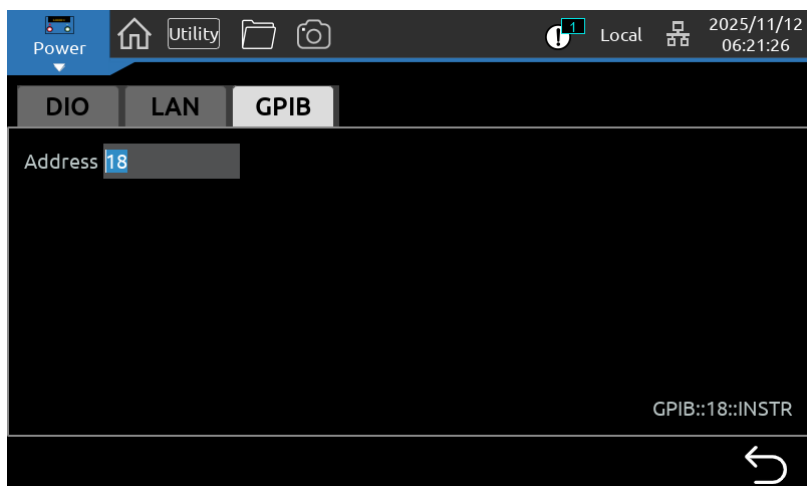 Power
Utility
1
Local
2025/11/12
06:21:26
DIO
LAN
GPIB
Address 18
GPIB::18::INSTR